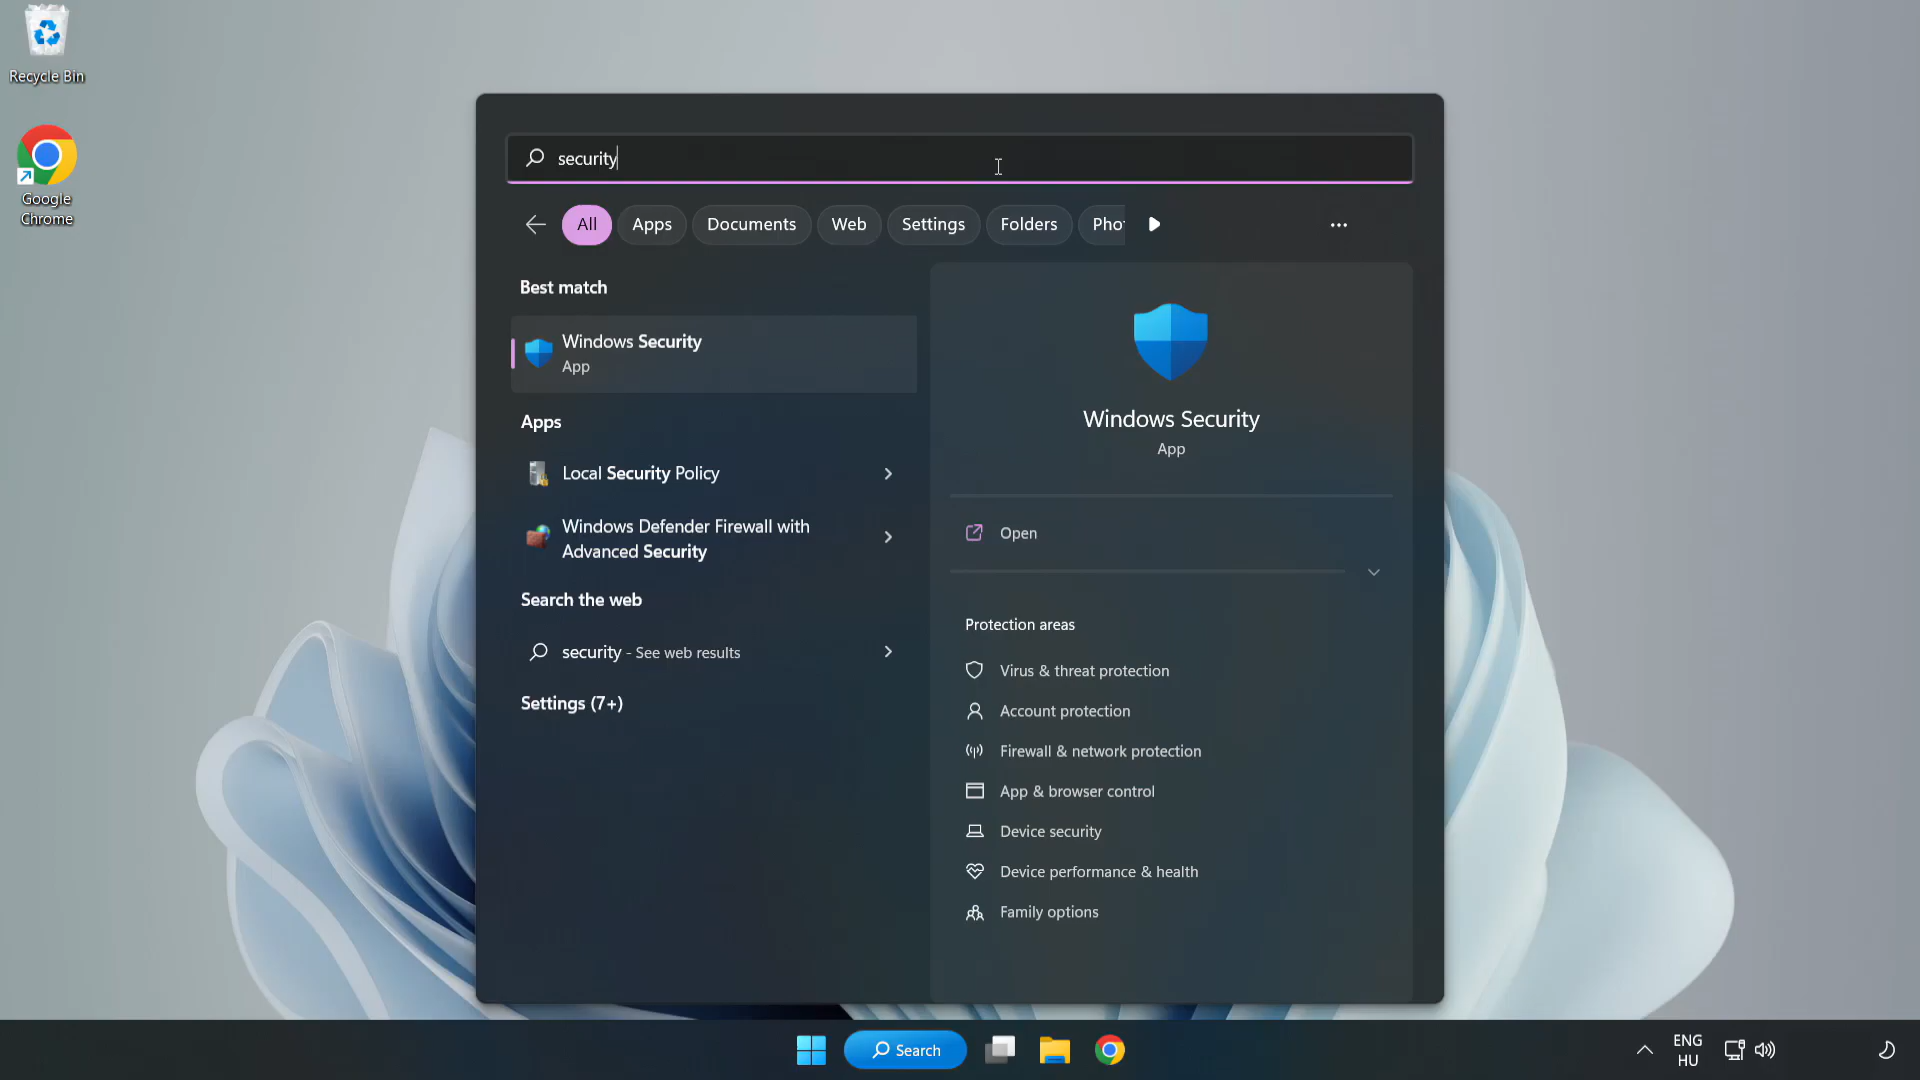 Recycle Bin
Google
Chrome
security
All
Apps
Documents
Web
Settings
Folders
Pho
Best match
Windows Security
App
Apps
Local Security Policy
Windows Defender Firewall with
Advanced Security
Search the web
security - See web results
Settings (7+)
Windows Security
App
Open
Protection areas
Virus & threat protection
Account protection
Firewall & network protection
App & browser control
Device security
Device performance & health
Family options
Search
ENG
HU